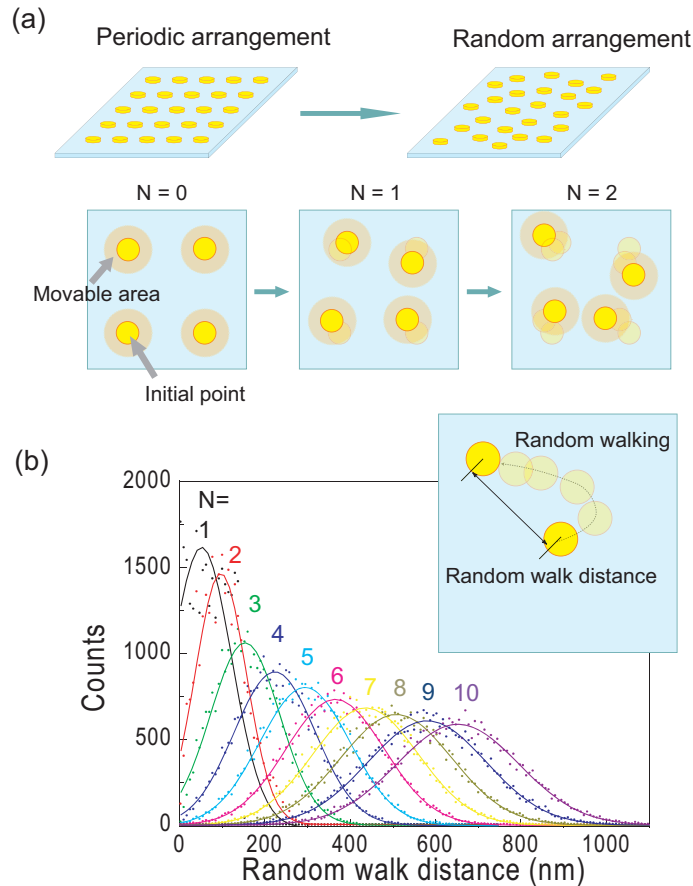 (a)
Periodic arrangement
Random arrangement
N = 0
N = 1
N = 2
Movable area
Initial point
(b)
Random walking
Random walk distance
N=
1
2
3
4
5
6
7
8
9
10
2000
1500
1000
500
0
Counts
0
200
400
600
800
1000
Random walk distance (nm)